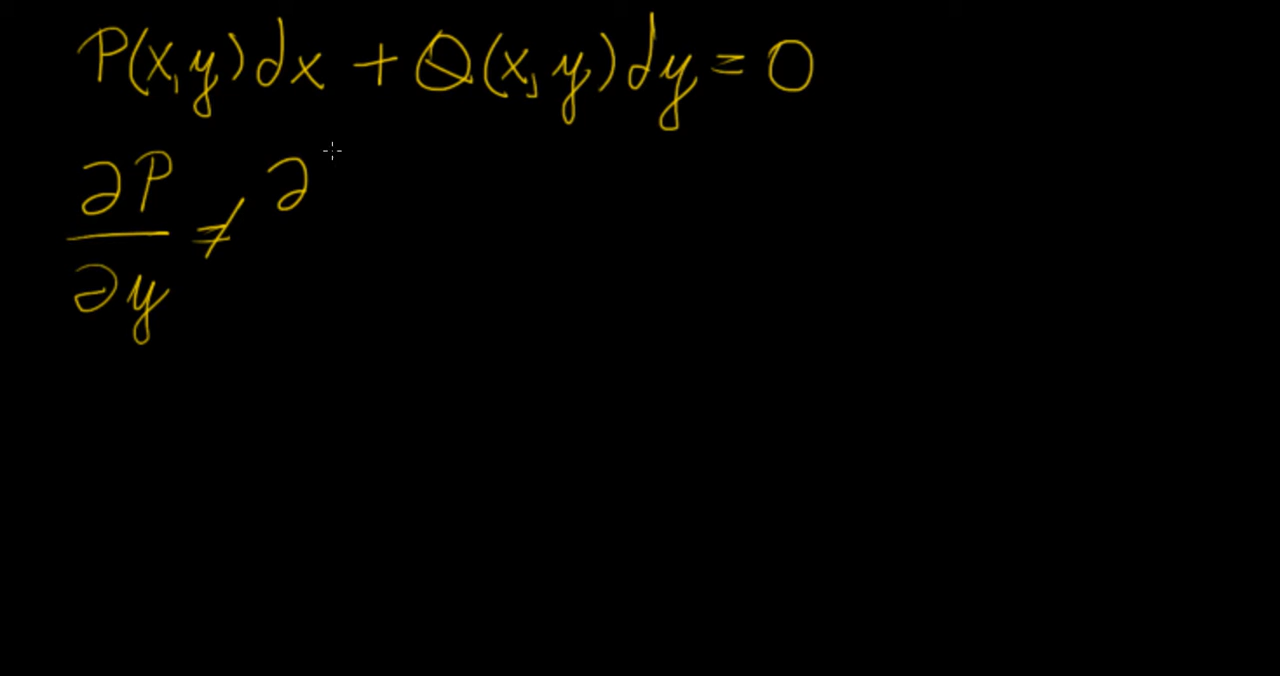 P(x,y)dx + Q(x,y)dy = 0
∂P/∂y ≠ ∂